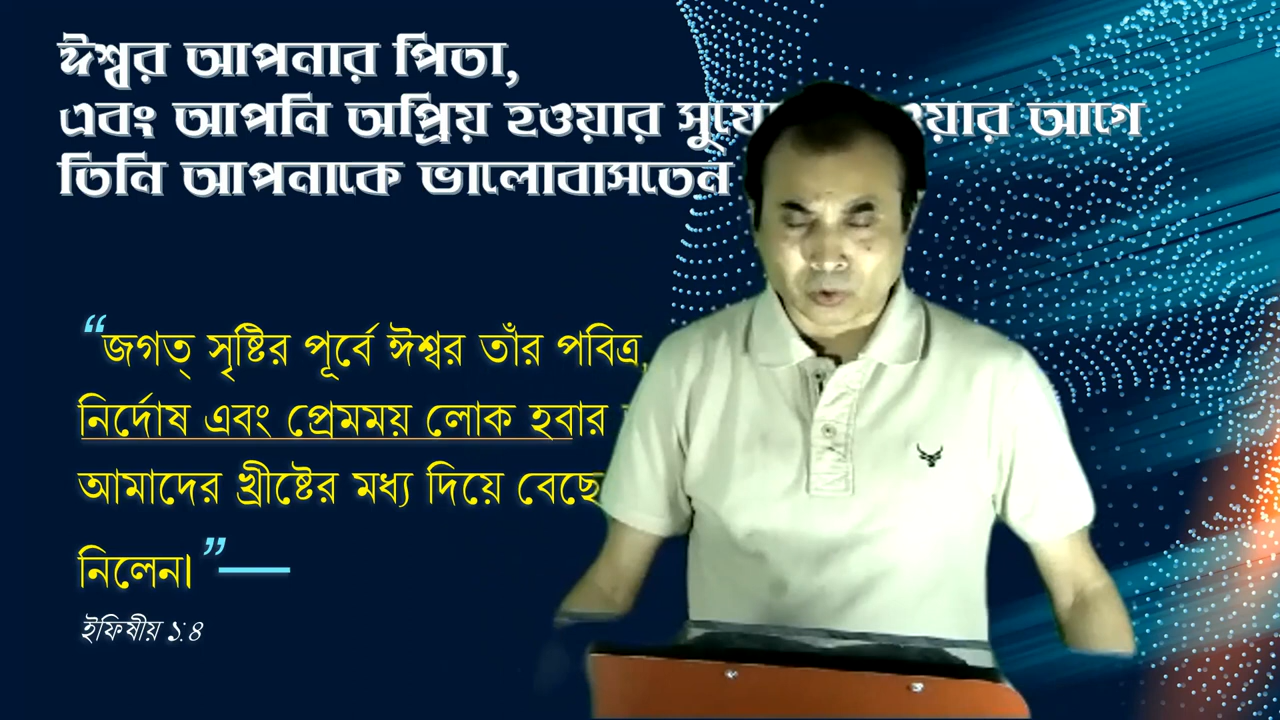 ঈশ্বর আপনার পিতা,
এবং আপনি অপ্রিয় হওয়ার আগে
তিনি আপনাকে ভালোবাসতেন
“জগত্ সৃষ্টির পূর্বে ঈশ্বর তাঁর পবিত্র,
নির্দোষ এবং প্রেমময় লোক হবার
আমাদের খ্রীষ্টের মধ্য দিয়ে বেছে
নিলেন।”—
ইফিষীয় ১:৪